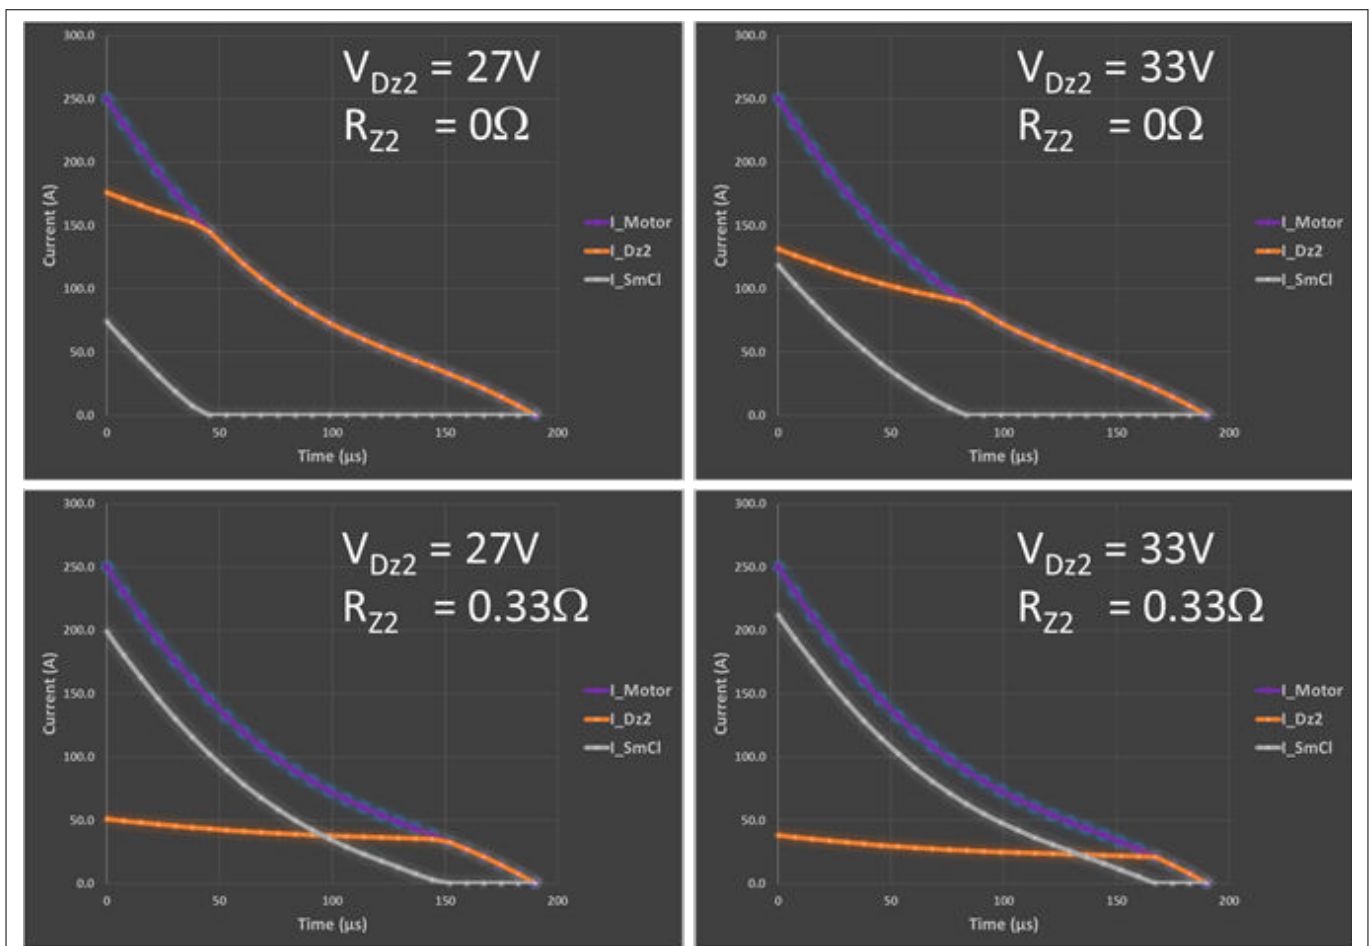 300.0
250.0
200.0
150.0
100.0
50.0
0.0
Current (A)
0 50 100 150 200
Time (µs)
V_Dz2 = 27V
R_Z2 = 0Ω
I_Motor
I_Dz2
I_SmCl
300.0
250.0
200.0
150.0
100.0
50.0
0.0
Current (A)
0 50 100 150 200
Time (µs)
V_Dz2 = 33V
R_Z2 = 0Ω
I_Motor
I_Dz2
I_SmCl
300.0
250.0
200.0
150.0
100.0
50.0
0.0
Current (A)
0 50 100 150 200
Time (µs)
V_Dz2 = 27V
R_Z2 = 0.33Ω
I_Motor
I_Dz2
I_SmCl
300.0
250.0
200.0
150.0
100.0
50.0
0.0
Current (A)
0 50 100 150 200
Time (µs)
V_Dz2 = 33V
R_Z2 = 0.33Ω
I_Motor
I_Dz2
I_SmCl